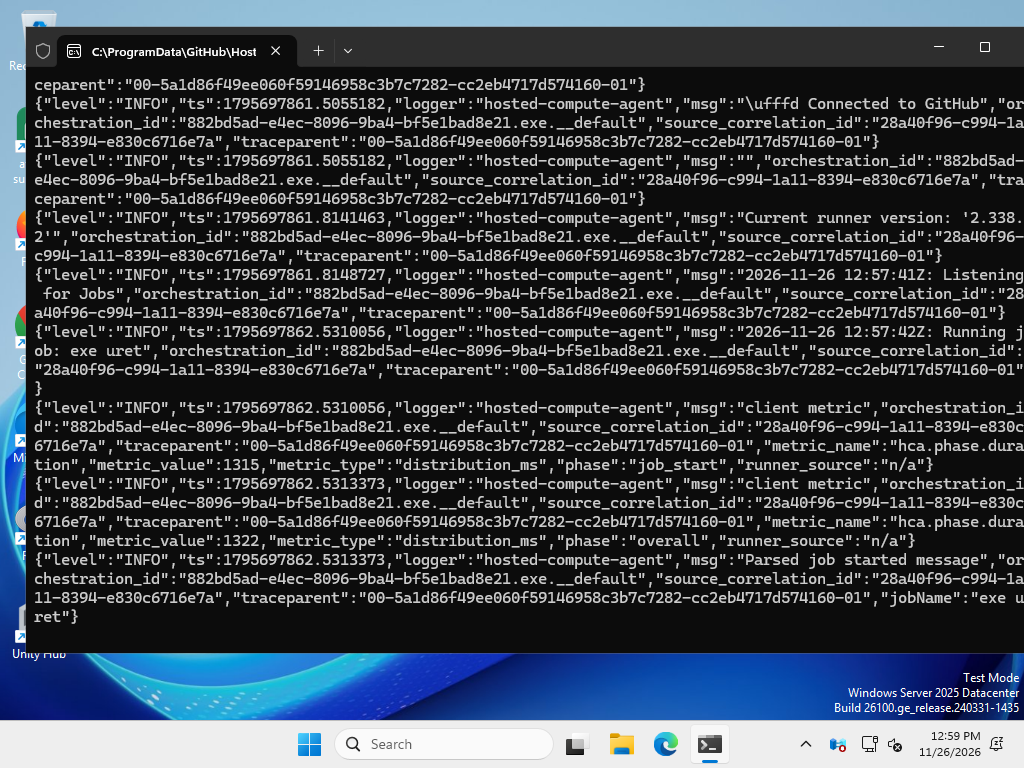 C:\ProgramData\GitHub\Host
ceparent":"00-5a1d86f49ee060f59146958c3b7c7282-cc2eb4717d574160-01"}
{"level":"INFO","ts":1795697861.5055182,"logger":"hosted-compute-agent","msg":"\ufffd Connected to GitHub","or
chestration_id":"882bd5ad-e4ec-8096-9ba4-bf5e1bad8e21.exe.__default","source_correlation_id":"28a40f96-c994-1a
11-8394-e830c6716e7a","traceparent":"00-5a1d86f49ee060f59146958c3b7c7282-cc2eb4717d574160-01"}
{"level":"INFO","ts":1795697861.5055182,"logger":"hosted-compute-agent","msg":"","orchestration_id":"882bd5ad-
e4ec-8096-9ba4-bf5e1bad8e21.exe.__default","source_correlation_id":"28a40f96-c994-1a11-8394-e830c6716e7a","tra
ceparent":"00-5a1d86f49ee060f59146958c3b7c7282-cc2eb4717d574160-01"}
{"level":"INFO","ts":1795697861.8141463,"logger":"hosted-compute-agent","msg":"Current runner version: '2.338.
2'","orchestration_id":"882bd5ad-e4ec-8096-9ba4-bf5e1bad8e21.exe.__default","source_correlation_id":"28a40f96-
c994-1a11-8394-e830c6716e7a","traceparent":"00-5a1d86f49ee060f59146958c3b7c7282-cc2eb4717d574160-01"}
{"level":"INFO","ts":1795697861.8148727,"logger":"hosted-compute-agent","msg":"2026-11-26 12:57:41Z: Listening
for Jobs","orchestration_id":"882bd5ad-e4ec-8096-9ba4-bf5e1bad8e21.exe.__default","source_correlation_id":"28
a40f96-c994-1a11-8394-e830c6716e7a","traceparent":"00-5a1d86f49ee060f59146958c3b7c7282-cc2eb4717d574160-01"}
{"level":"INFO","ts":1795697862.5310056,"logger":"hosted-compute-agent","msg":"2026-11-26 12:57:42Z: Running j
ob: exe uret","orchestration_id":"882bd5ad-e4ec-8096-9ba4-bf5e1bad8e21.exe.__default","source_correlation_id":
"28a40f96-c994-1a11-8394-e830c6716e7a","traceparent":"00-5a1d86f49ee060f59146958c3b7c7282-cc2eb4717d574160-01"
}
{"level":"INFO","ts":1795697862.5310056,"logger":"hosted-compute-agent","msg":"client metric","orchestration_i
d":"882bd5ad-e4ec-8096-9ba4-bf5e1bad8e21.exe.__default","source_correlation_id":"28a40f96-c994-1a11-8394-e830c
6716e7a","traceparent":"00-5a1d86f49ee060f59146958c3b7c7282-cc2eb4717d574160-01","metric_name":"hca.phase.dura
tion","metric_value":1315,"metric_type":"distribution_ms","phase":"job_start","runner_source":"n/a"}
{"level":"INFO","ts":1795697862.5313373,"logger":"hosted-compute-agent","msg":"client metric","orchestration_i
d":"882bd5ad-e4ec-8096-9ba4-bf5e1bad8e21.exe.__default","source_correlation_id":"28a40f96-c994-1a11-8394-e830c
6716e7a","traceparent":"00-5a1d86f49ee060f59146958c3b7c7282-cc2eb4717d574160-01","metric_name":"hca.phase.dura
tion","metric_value":1322,"metric_type":"distribution_ms","phase":"overall","runner_source":"n/a"}
{"level":"INFO","ts":1795697862.5313373,"logger":"hosted-compute-agent","msg":"Parsed job started message","or
chestration_id":"882bd5ad-e4ec-8096-9ba4-bf5e1bad8e21.exe.__default","source_correlation_id":"28a40f96-c994-1a
11-8394-e830c6716e7a","traceparent":"00-5a1d86f49ee060f59146958c3b7c7282-cc2eb4717d574160-01","jobName":"exe u
ret"}
Unity Hub
Test Mode
Windows Server 2025 Datacenter
Build 26100.ge_release.240331-1435
Search
12:59 PM
11/26/2026